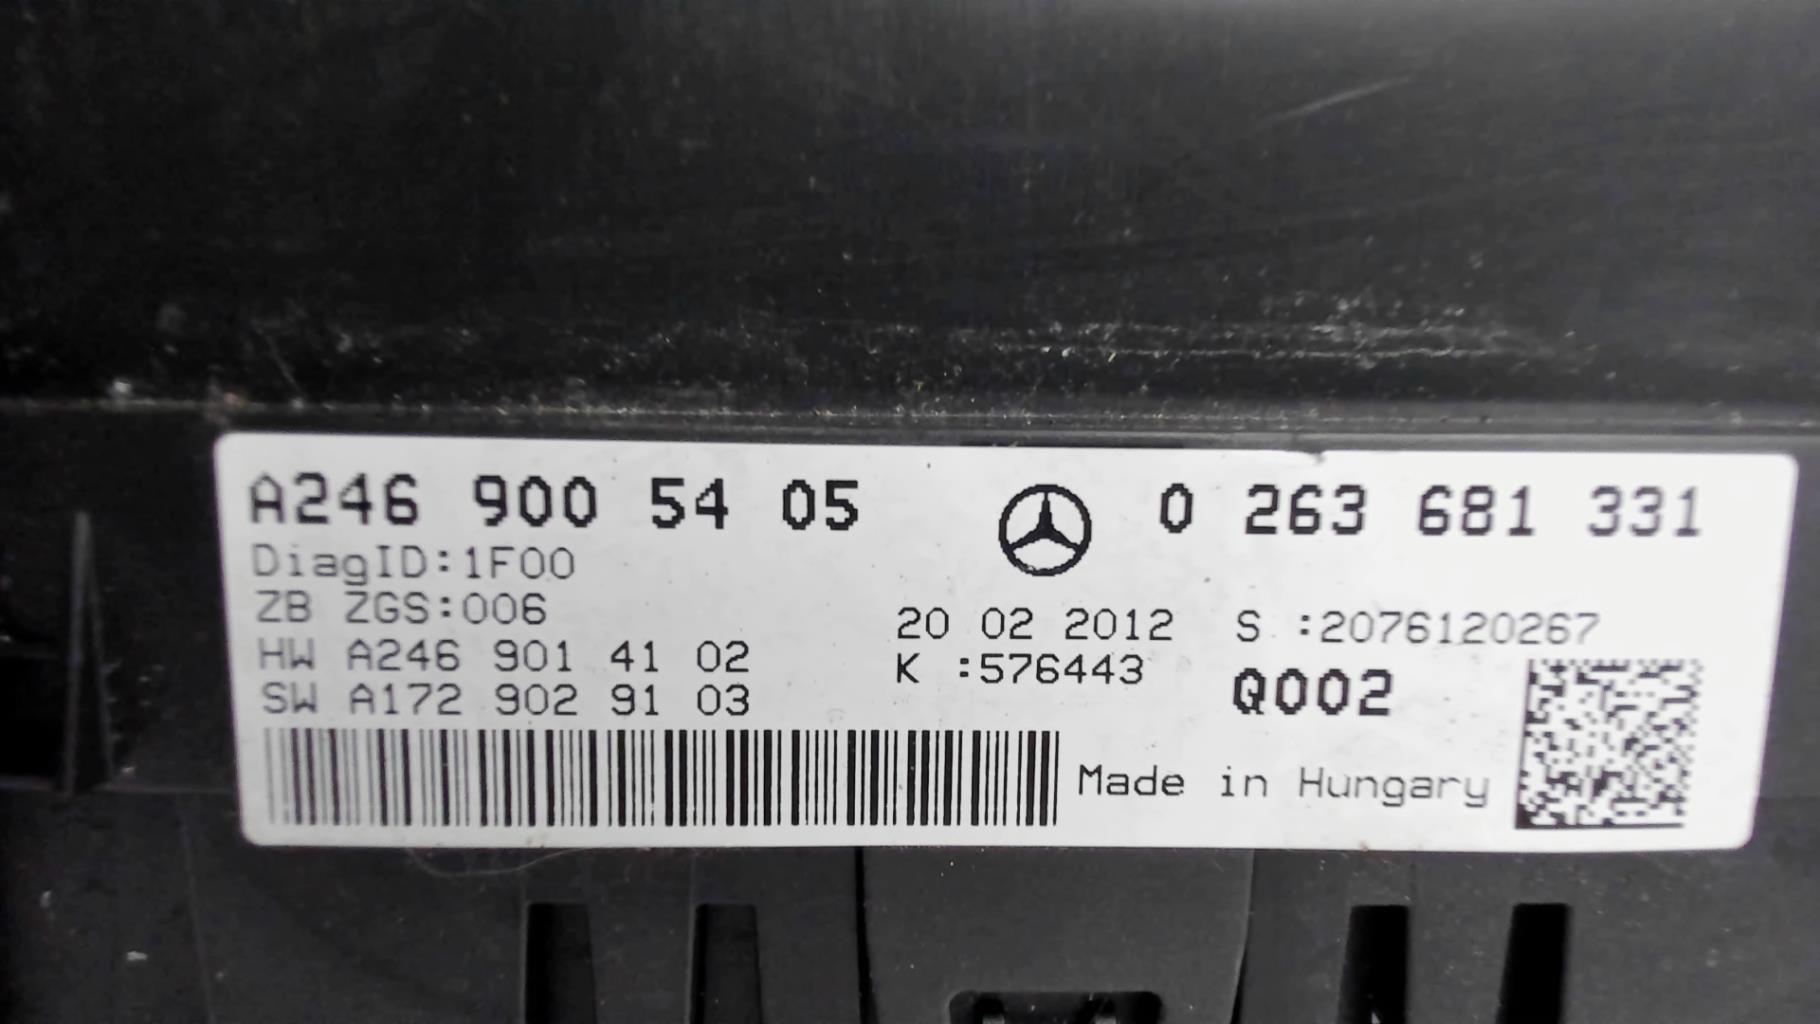 A246 900 54 05 0 263 681 331
DiagID:1F00
ZB ZGS:006
20 02 2012 S :2076120267
HW A246 901 41 02
K :576443
SW A172 902 91 03
Q002
Made in Hungary